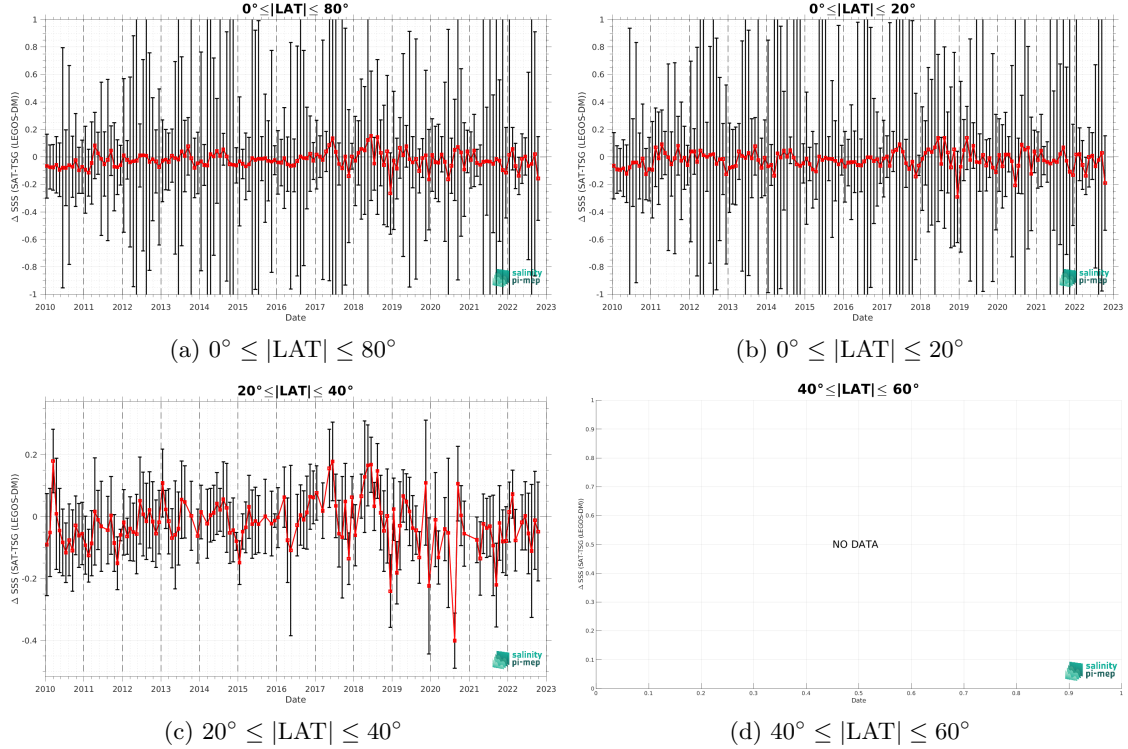 0°≤|LAT|≤ 80°
Δ SSS (SAT-TSG (LEGOS-DM))
1
0.8
0.6
0.4
0.2
0
-0.2
-0.4
-0.6
-0.8
-1
2010 2011 2012 2013 2014 2015 2016 2017 2018 2019 2020 2021 2022 2023
Date
salinity
pi-mep
(a) 0° ≤ |LAT| ≤ 80°
0°≤|LAT|≤ 20°
Δ SSS (SAT-TSG (LEGOS-DM))
1
0.8
0.6
0.4
0.2
0
-0.2
-0.4
-0.6
-0.8
-1
2010 2011 2012 2013 2014 2015 2016 2017 2018 2019 2020 2021 2022 2023
Date
salinity
pi-mep
(b) 0° ≤ |LAT| ≤ 20°
20°≤|LAT|≤ 40°
Δ SSS (SAT-TSG (LEGOS-DM))
0.2
0
-0.2
-0.4
2010 2011 2012 2013 2014 2015 2016 2017 2018 2019 2020 2021 2022 2023
Date
salinity
pi-mep
(c) 20° ≤ |LAT| ≤ 40°
40°≤|LAT|≤ 60°
Δ SSS (SAT-TSG (LEGOS-DM))
1
0.9
0.8
0.7
0.6
0.5
0.4
0.3
0.2
0.1
0
NO DATA
0 0.1 0.2 0.3 0.4 0.5 0.6 0.7 0.8 0.9 1
Date
salinity
pi-mep
(d) 40° ≤ |LAT| ≤ 60°